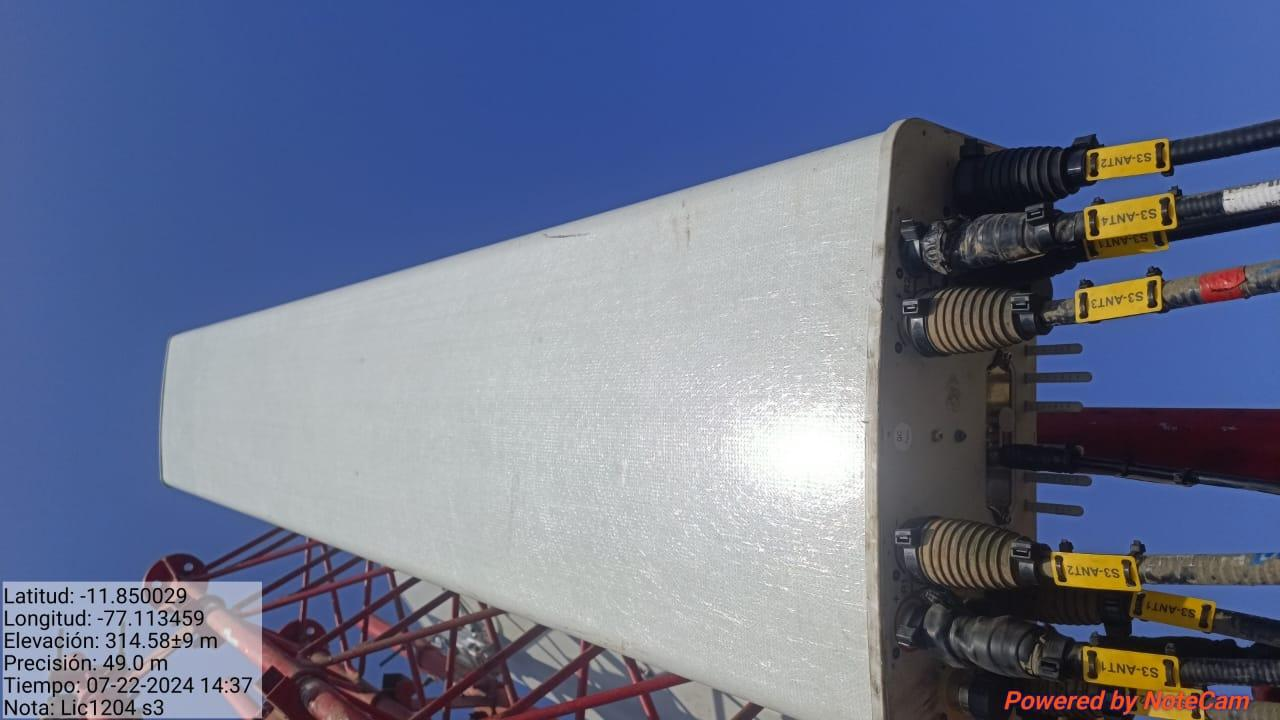 S3-ANT2
S3-ANT4
S3-ANT1
S3-ANT3
S3-ANT2
S3-ANT1
S3-ANT1
Latitud: -11.850029
Longitud: -77.113459
Elevación: 314.58±9 m
Precisión: 49.0 m
Tiempo: 07-22-2024 14:37
Nota: Lic1204 s3
Powered by NoteCam